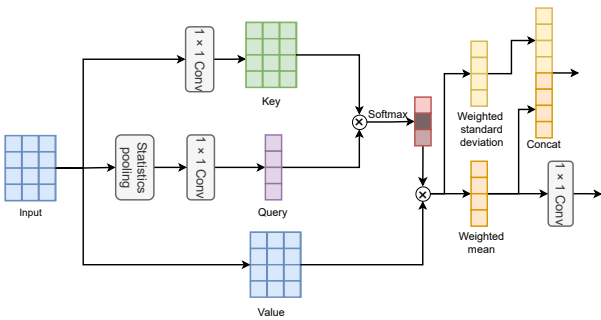 1 × 1 Conv
Key
Softmax
Weighted
standard
deviation
Concat
Statistics
pooling
1 × 1 Conv
Input
Query
1 × 1 Conv
Weighted
mean
Value